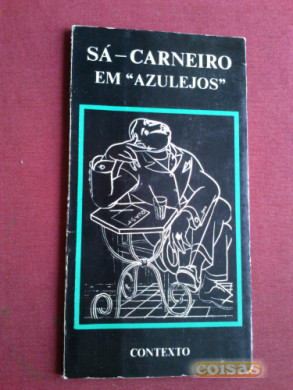 SÁ – CARNEIRO
EM "AZULEJOS"
CONTEXTO
coisas